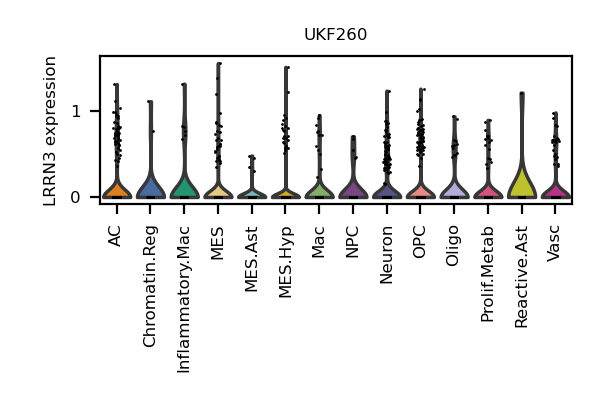 UKF260
LRRN3 expression
1
0
AC
Chromatin.Reg
Inflammatory.Mac
MES
MES.Ast
MES.Hyp
Mac
NPC
Neuron
OPC
Oligo
Prolif.Metab
Reactive.Ast
Vasc